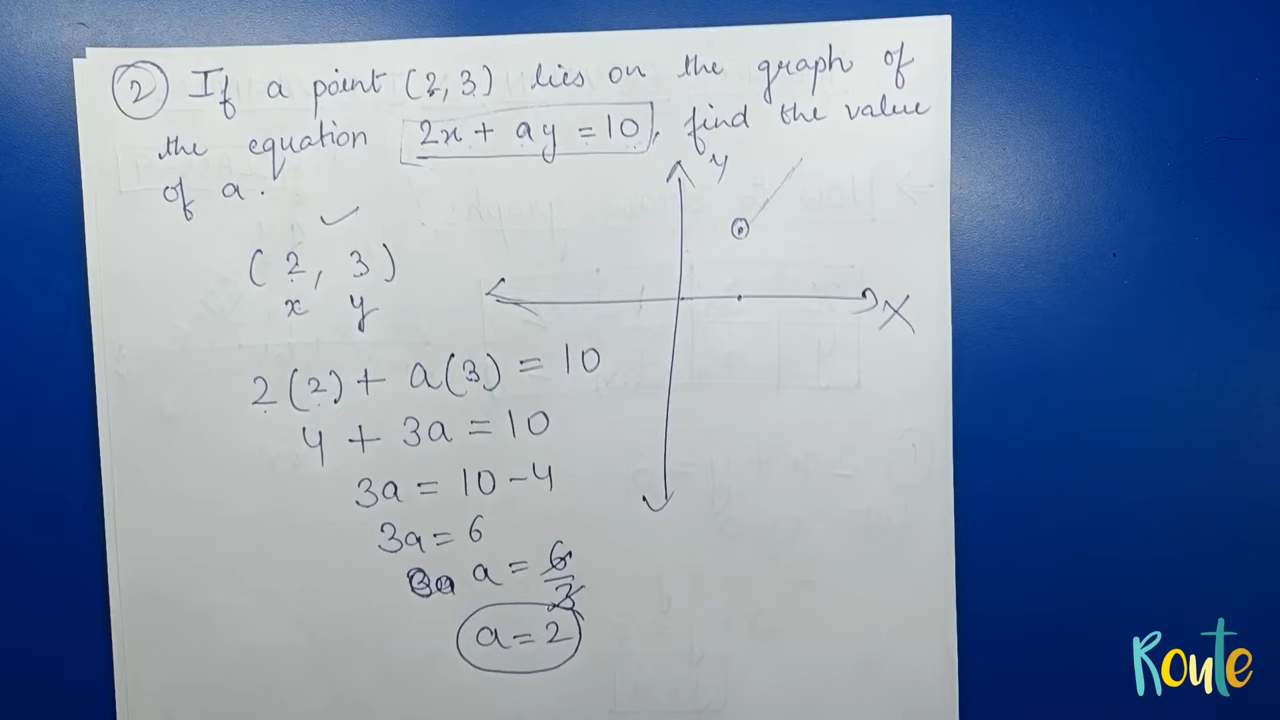 ② If a point (2, 3) lies on the graph of
the equation 2x + ay = 10, find the value
of a.
y
(2, 3)
x y
X
2(2) + a(3) = 10
4 + 3a = 10
3a = 10 - 4
3a = 6
a = 6/3
a = 2
Route